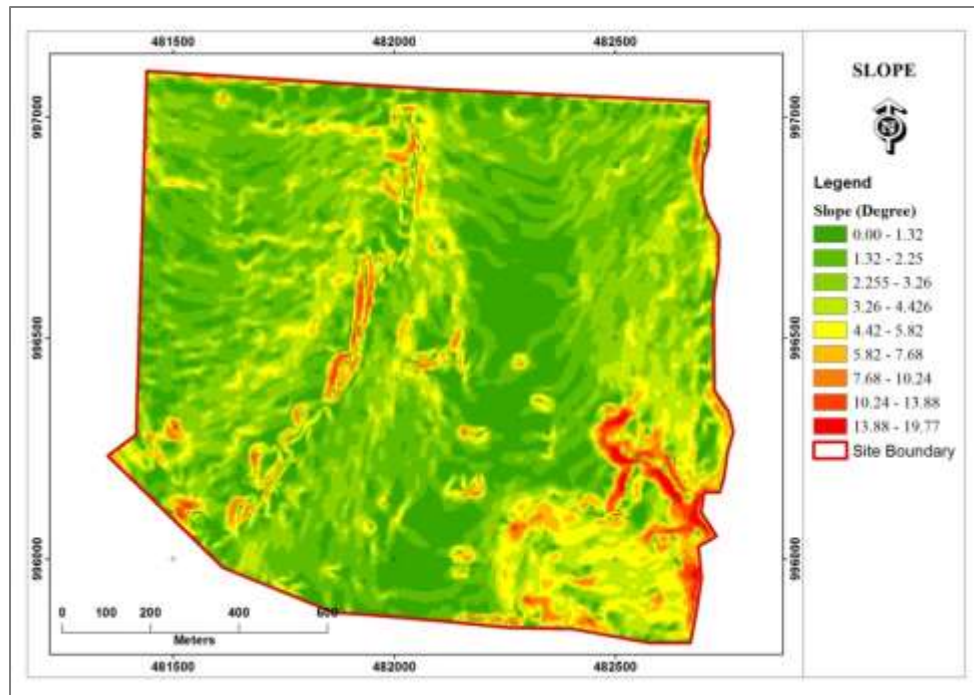 481500 482000 482500
SLOPE
N
997000 997000
Legend
Slope (Degree)
0.00 - 1.32
1.32 - 2.25
2.255 - 3.26
3.26 - 4.426
4.42 - 5.82
5.82 - 7.68
7.68 - 10.24
10.24 - 13.88
13.88 - 19.77
Site Boundary
996500 996500
996000 996000
0 100 200 400 600
Meters
481500 482000 482500